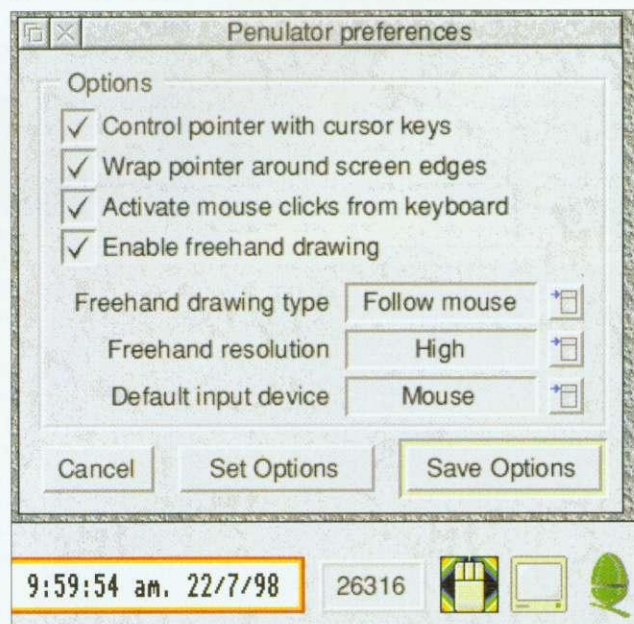 Penulator preferences
Options
Control pointer with cursor keys
Wrap pointer around screen edges
Activate mouse clicks from keyboard
Enable freehand drawing
Freehand drawing type Follow mouse
Freehand resolution High
Default input device Mouse
Cancel Set Options Save Options
9:59:54 am. 22/7/98 26316